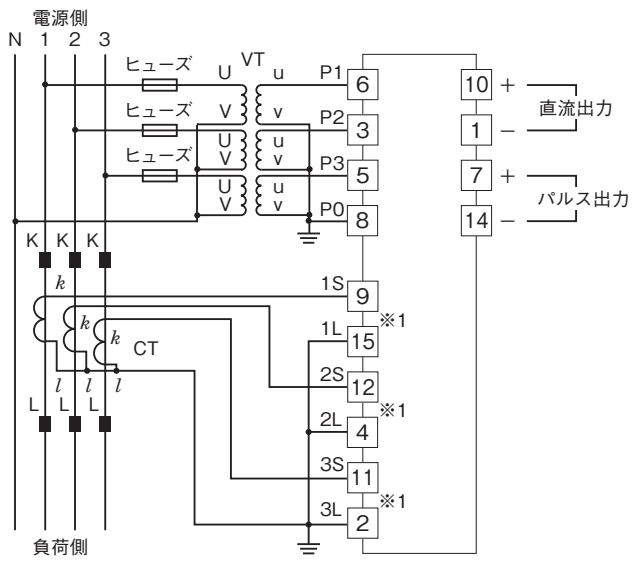 電源側
N 1 2 3
ヒューズ VT
U u P1 6 10 +
直流出力
ヒューズ V v P2 3 1 −
U u
ヒューズ V v P3 5 7 +
U u
パルス出力
V v P0 8 14 −
K K K
k 1S 9
※1
k k CT 1L 15
2S 12
l l l
※1
L L L 2L 4
3S 11
※1
3L 2
負荷側